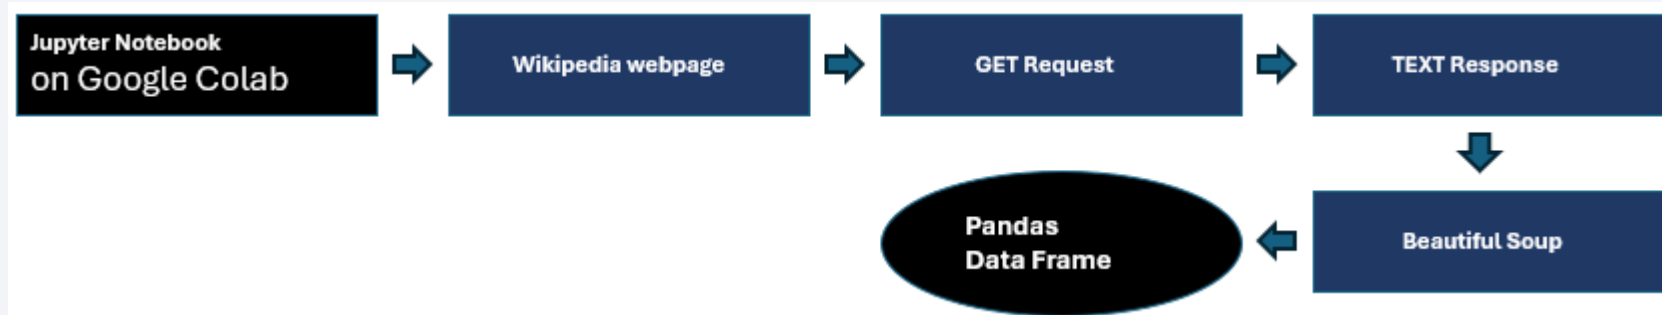 Jupyter Notebook
on Google Colab
Wikipedia webpage
GET Request
TEXT Response
Beautiful Soup
Pandas
Data Frame